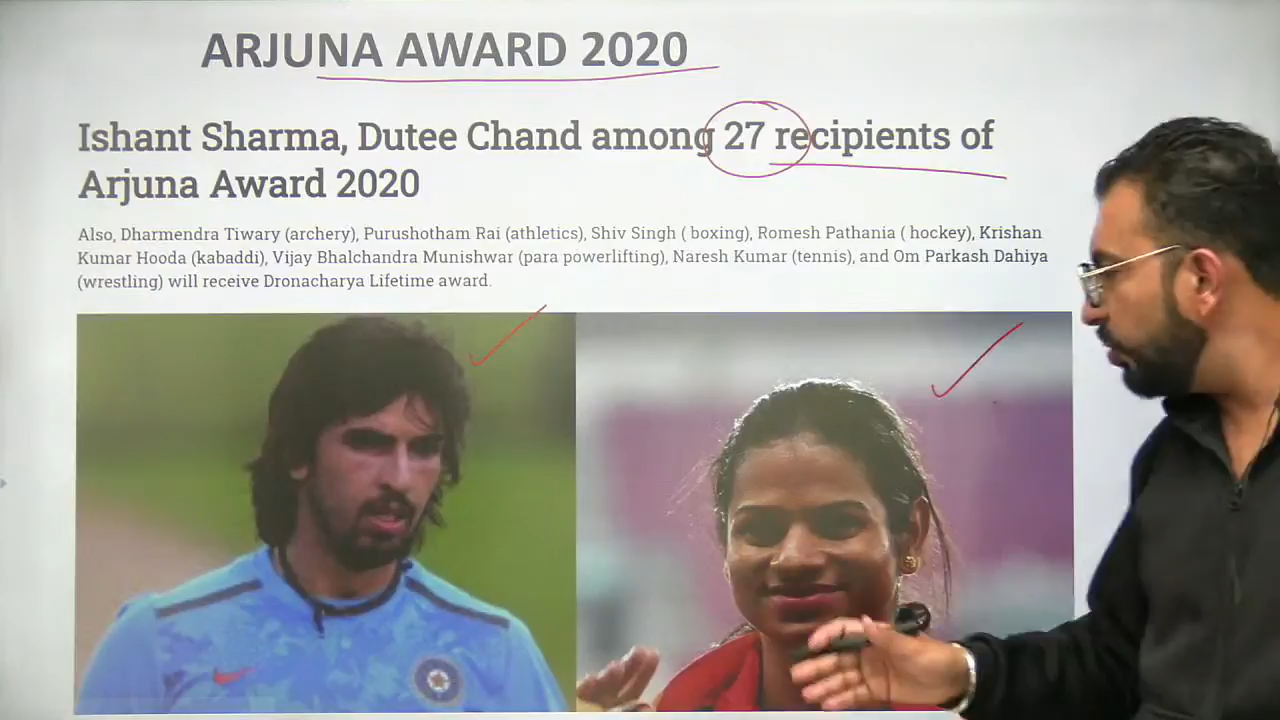 ARJUNA AWARD 2020
Ishant Sharma, Dutee Chand among 27 recipients of
Arjuna Award 2020
Also, Dharmendra Tiwary (archery), Purushotham Rai (athletics), Shiv Singh ( boxing), Romesh Pathania ( hockey), Krishan
Kumar Hooda (kabaddi), Vijay Bhalchandra Munishwar (para powerlifting), Naresh Kumar (tennis), and Om Parkash Dahiya
(wrestling) will receive Dronacharya Lifetime award.